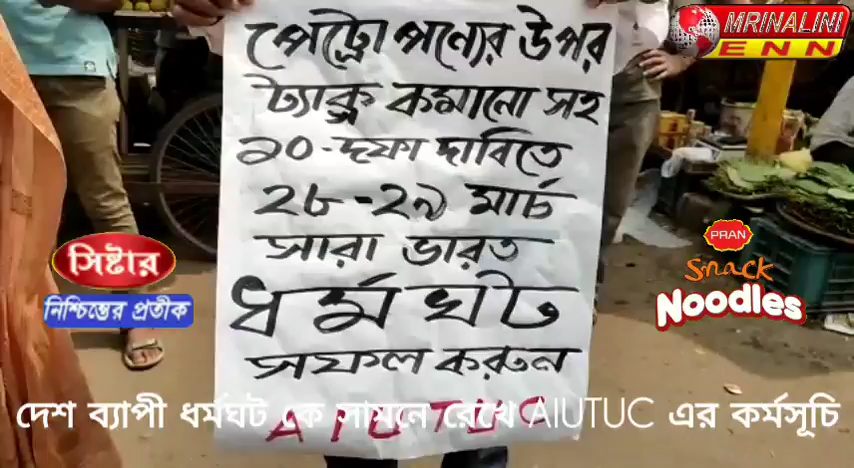 MRINALINI
ENN
পেট্রো পন্যের উপর
ট্যাক্স কমানো সহ
১০-দফা দাবিতে
২৮-২৯ মার্চ
সারা ভারত
ধর্মঘট
সফল করুন
AIUTUC
সিষ্টার
নিশ্চিন্তের প্রতীক
PRAN
Snack
Noodles
দেশ ব্যাপী ধর্মঘট কে সামনে রেখে AIUTUC এর কর্মসূচি